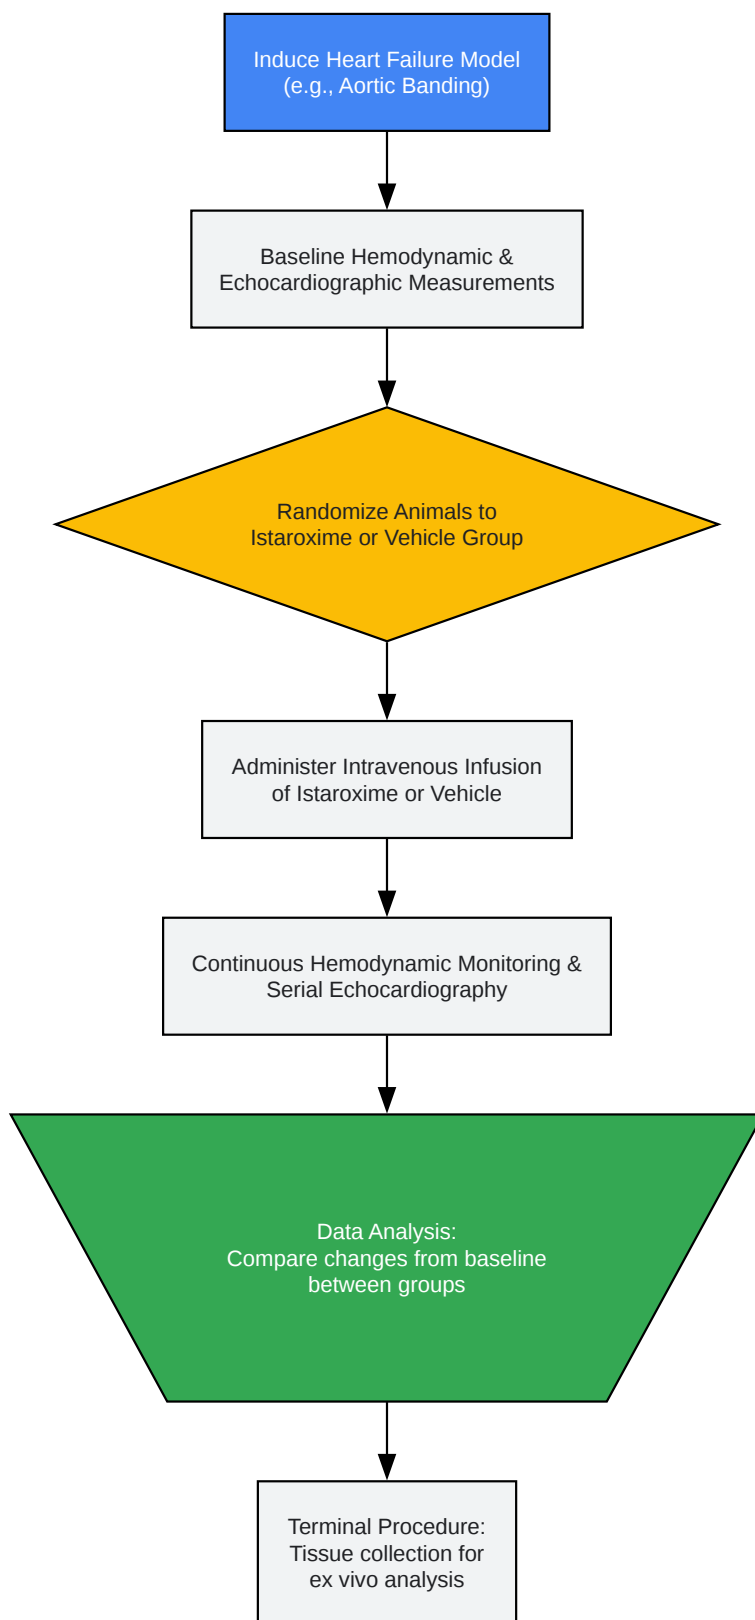 Induce Heart Failure Model
(e.g., Aortic Banding)
Baseline Hemodynamic &
Echocardiographic Measurements
Randomize Animals to
Istaroxime or Vehicle Group
Administer Intravenous Infusion
of Istaroxime or Vehicle
Continuous Hemodynamic Monitoring &
Serial Echocardiography
Data Analysis:
Compare changes from baseline
between groups
Terminal Procedure:
Tissue collection for
ex vivo analysis